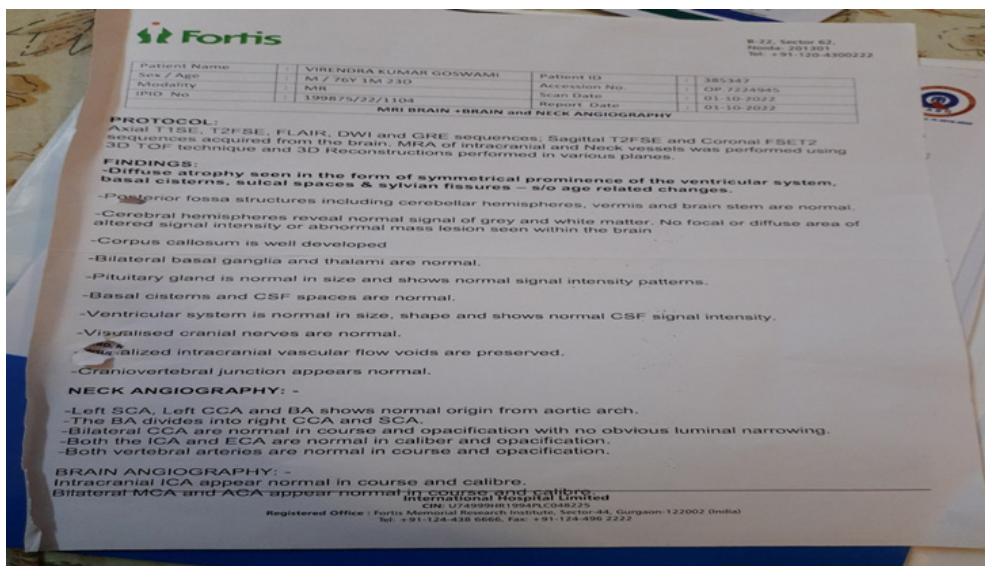 Fortis
B-22, Sector 62,
Noida- 201301
Tel: +91-120-4300222
Patient Name : VIRENDRA KUMAR GOSWAMI Patient ID : 385347
Sex / Age : M / 76Y 1M 23D Accession No. : OP.7224945
Modality : MR Scan Date : 01-10-2022
IPID No : 199875/22/1104 Report Date : 01-10-2022
MRI BRAIN +BRAIN and NECK ANGIOGRAPHY
PROTOCOL:
Axial T1SE, T2FSE, FLAIR, DWI and GRE sequences; Sagittal T2FSE and Coronal FSET2
sequences acquired from the brain. MRA of intracranial and Neck vessels was performed using
3D TOF technique and 3D Reconstructions performed in various planes.
FINDINGS:
-Diffuse atrophy seen in the form of symmetrical prominence of the ventricular system,
basal cisterns, sulcal spaces & sylvian fissures – s/o age related changes.
-Posterior fossa structures including cerebellar hemispheres, vermis and brain stem are normal.
-Cerebral hemispheres reveal normal signal of grey and white matter. No focal or diffuse area of
altered signal intensity or abnormal mass lesion seen within the brain
-Corpus callosum is well developed
-Bilateral basal ganglia and thalami are normal.
-Pituitary gland is normal in size and shows normal signal intensity patterns.
-Basal cisterns and CSF spaces are normal.
-Ventricular system is normal in size, shape and shows normal CSF signal intensity.
-Visualised cranial nerves are normal.
alized intracranial vascular flow voids are preserved.
-Craniovertebral junction appears normal.
NECK ANGIOGRAPHY: -
-Left SCA, Left CCA and BA shows normal origin from aortic arch.
-The BA divides into right CCA and SCA.
-Bilateral CCA are normal in course and opacification with no obvious luminal narrowing.
-Both the ICA and ECA are normal in caliber and opacification.
-Both vertebral arteries are normal in course and opacification.
BRAIN ANGIOGRAPHY: -
Intracranial ICA appear normal in course and calibre.
Bilateral MCA and ACA appear normal in course and calibre.
International Hospital Limited
CIN: U74999HR1994PLC048225
Registered Office : Fortis Memorial Research Institute, Sector-44, Gurgaon-122002 (India)
Tel: +91-124-438 6666, Fax: +91-124-496 2222